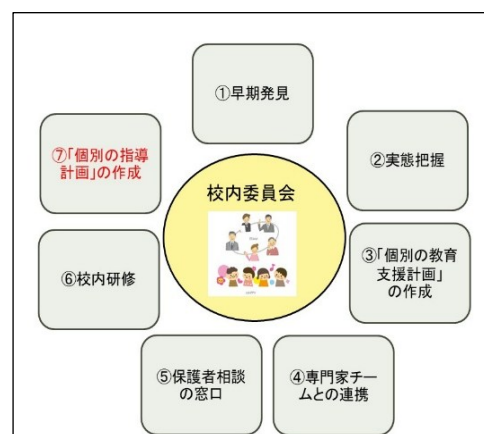 ①早期発見
②実態把握
③「個別の教育
支援計画」
の作成
④専門家チー
ムとの連携
⑤保護者相談
の窓口
⑥校内研修
⑦「個別の指導
計画」の作成
校内委員会